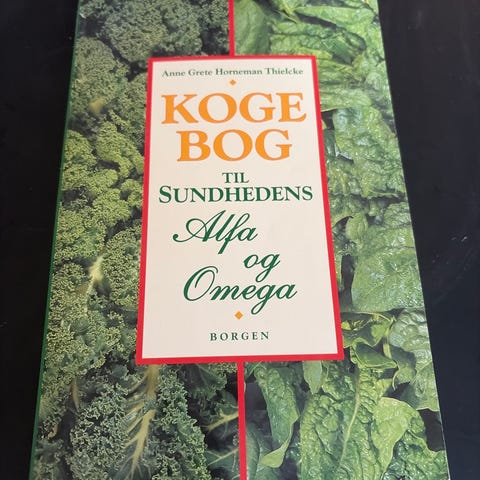 Anne Grete Horneman Thielcke
KOGE
BOG
TIL
SUNDHEDENS
Alfa
og
Omega
BORGEN